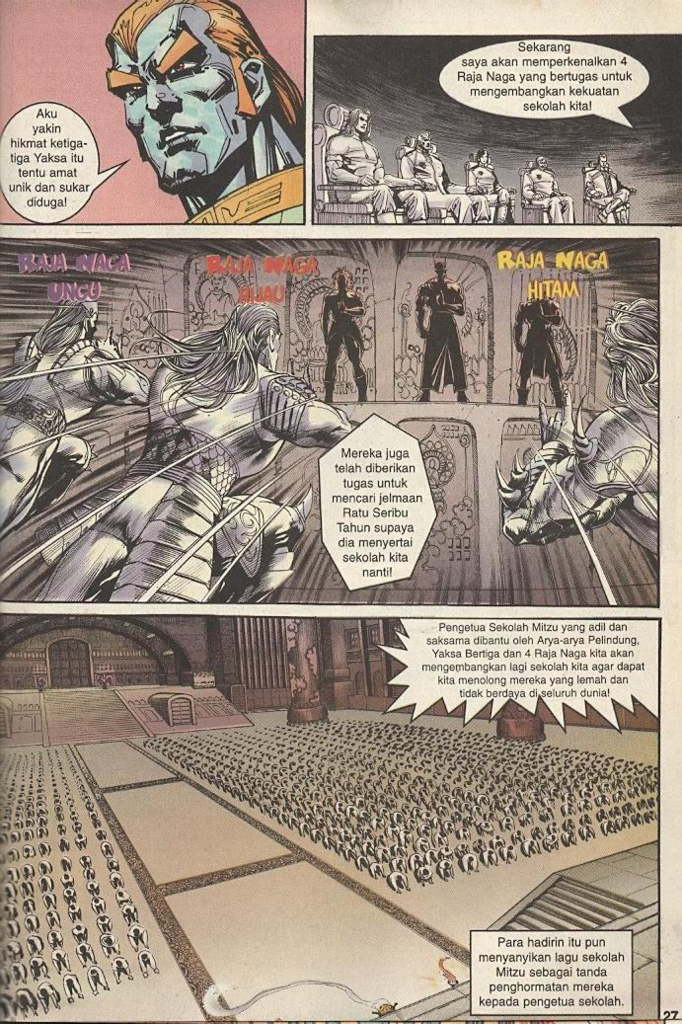 Aku
yakin
hikmat ketiga-
tiga Yaksa itu
tentu amat
unik dan sukar
diduga!
Sekarang
saya akan memperkenalkan 4
Raja Naga yang bertugas untuk
mengembangkan kekuatan
sekolah kita!
RAJA NAGA
UNGU
RAJA NAGA
HIJAU
RAJA NAGA
HITAM
Mereka juga
telah diberikan
tugas untuk
mencari jelmaan
Ratu Seribu
Tahun supaya
dia menyertai
sekolah kita
nanti!
Pengetua Sekolah Mitzu yang adil dan
saksama dibantu oleh Arya-arya Pelindung,
Yaksa Bertiga dan 4 Raja Naga kita akan
mengembangkan lagi sekolah kita agar dapat
kita menolong mereka yang lemah dan
tidak berdaya di seluruh dunia!
Para hadirin itu pun
menyanyikan lagu sekolah
Mitzu sebagai tanda
penghormatan mereka
kepada pengetua sekolah.
27